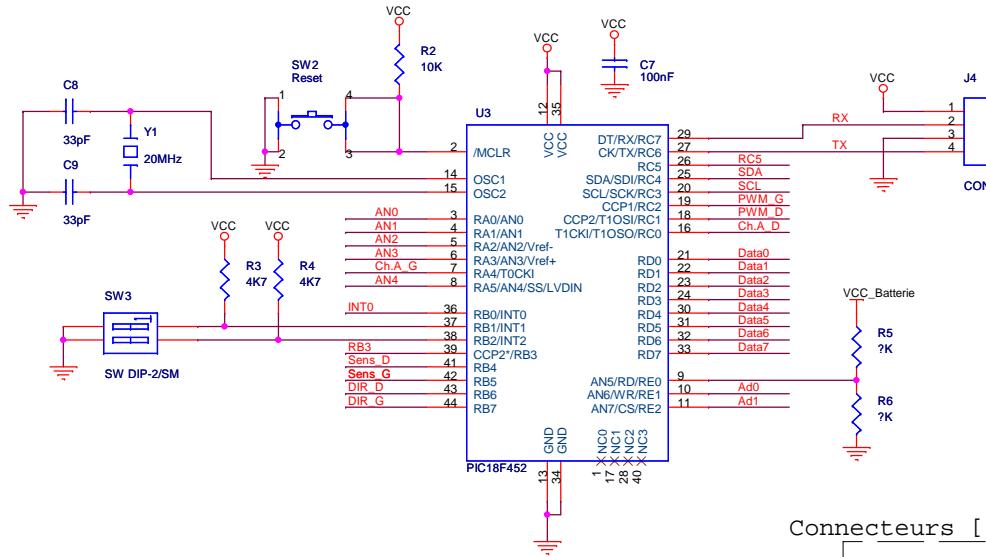 VCC
R2
10K
SW2
Reset
1
4
2
3
VCC
VCC
C7
100nF
C8
33pF
Y1
20MHz
C9
33pF
U3
12
35
VCC
VCC
2
/MCLR
14
OSC1
15
OSC2
AN0
3
RA0/AN0
AN1
4
RA1/AN1
AN2
5
RA2/AN2/Vref-
AN3
6
RA3/AN3/Vref+
Ch.A_G
7
RA4/T0CKI
AN4
8
RA5/AN4/SS/LVDIN
VCC
VCC
R3
4K7
R4
4K7
SW3
SW DIP-2/SM
INT0
36
RB0/INT0
37
RB1/INT1
38
RB2/INT2
RB3
39
CCP2*/RB3
Sens_D
41
RB4
Sens_G
42
RB5
DIR_D
43
RB6
DIR_G
44
RB7
DT/RX/RC7
29
RX
CK/TX/RC6
27
TX
RC5
26
RC5
SDA/SDI/RC4
25
SDA
SCL/SCK/RC3
20
SCL
CCP1/RC2
19
PWM_G
CCP2/T1OSI/RC1
18
PWM_D
T1CKI/T1OSO/RC0
16
Ch.A_D
RD0
21
Data0
RD1
22
Data1
RD2
23
Data2
RD3
24
Data3
RD4
30
Data4
RD5
31
Data5
RD6
32
Data6
RD7
33
Data7
AN5/RD/RE0
9
AN6/WR/RE1
10
Ad0
AN7/CS/RE2
11
Ad1
GND
GND
NC0
NC1
NC2
NC3
PIC18F452
13
34
1
17
28
40
VCC
J4
1
2
3
4
CON
VCC_Batterie
R5
?K
R6
?K
Connecteurs [